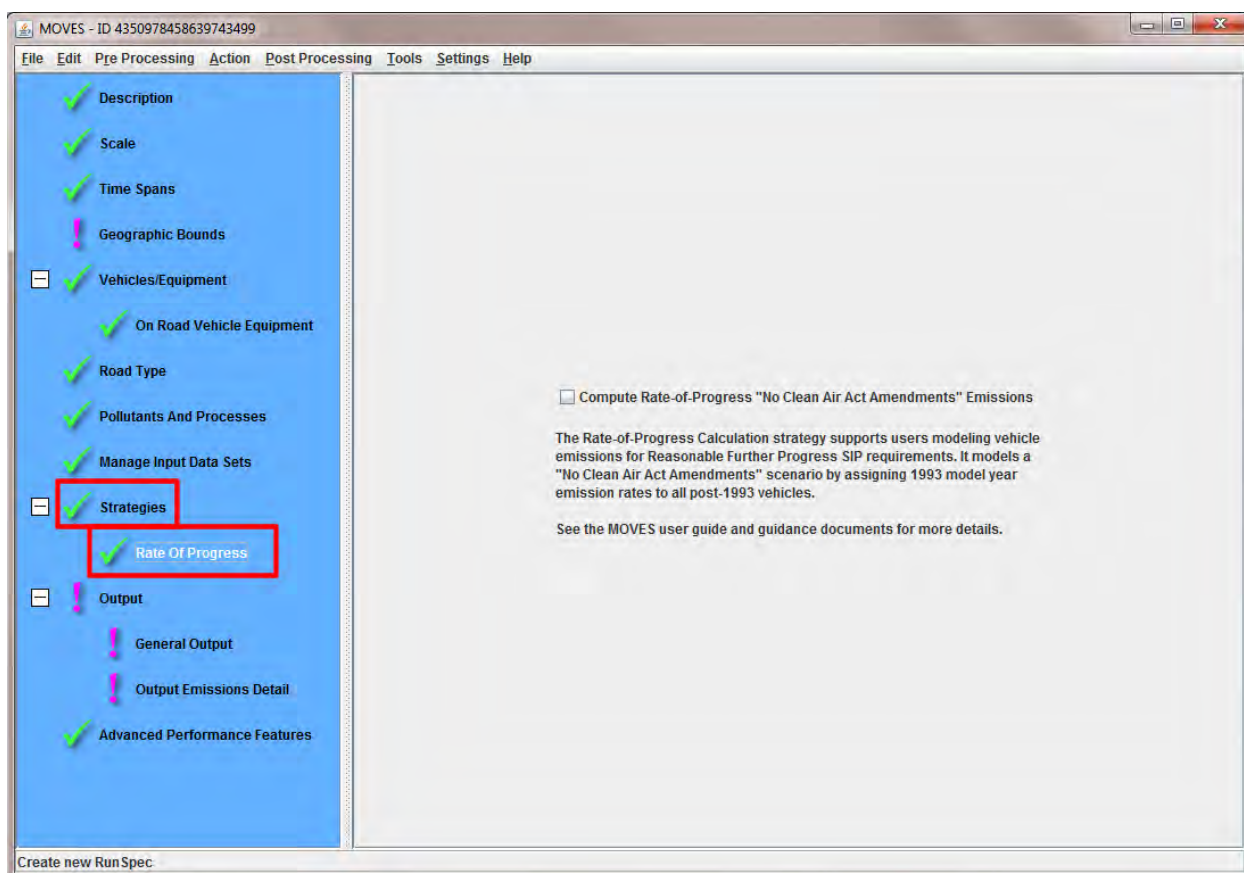 MOVES - ID 4350978458639743499
File Edit Pre Processing Action Post Processing Tools Settings Help
Description
Scale
Time Spans
Geographic Bounds
Vehicles/Equipment
On Road Vehicle Equipment
Road Type
Pollutants And Processes
Manage Input Data Sets
Strategies
Rate Of Progress
Output
General Output
Output Emissions Detail
Advanced Performance Features
Compute Rate-of-Progress "No Clean Air Act Amendments" Emissions
The Rate-of-Progress Calculation strategy supports users modeling vehicle
emissions for Reasonable Further Progress SIP requirements. It models a
"No Clean Air Act Amendments" scenario by assigning 1993 model year
emission rates to all post-1993 vehicles.
See the MOVES user guide and guidance documents for more details.
Create new RunSpec